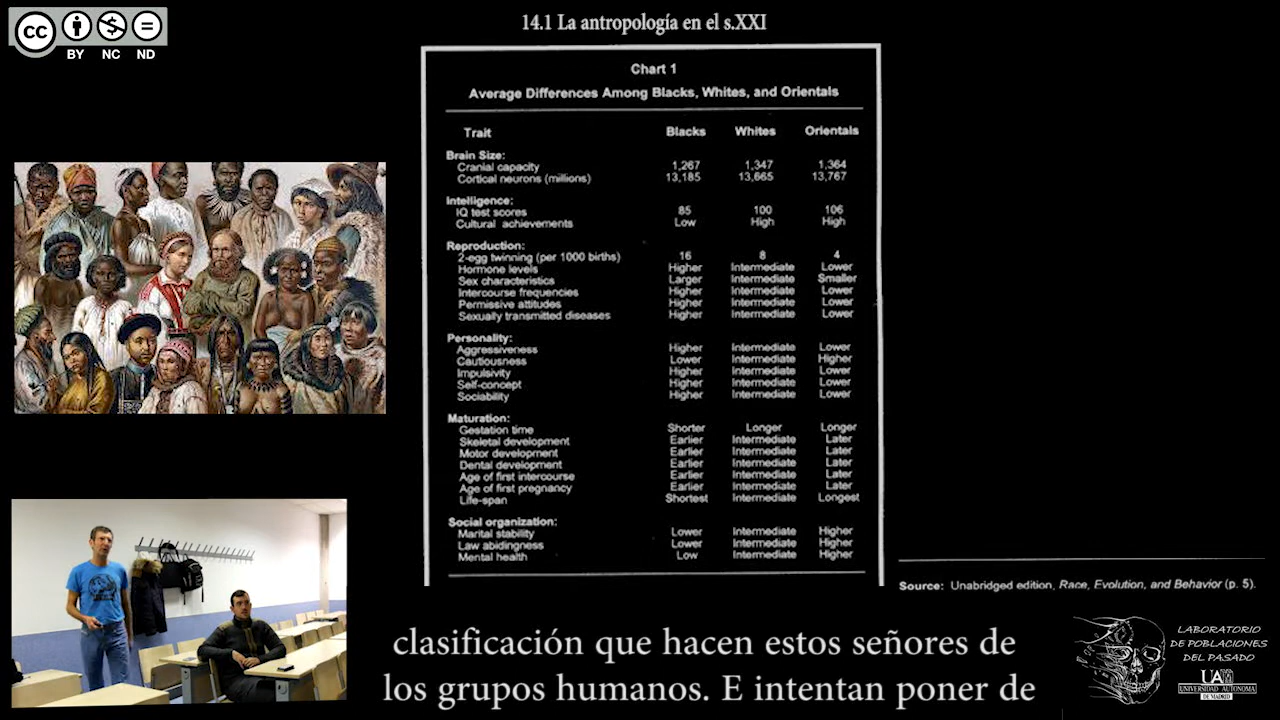 CC BY NC ND
14.1 La antropología en el s.XXI
Chart 1
Average Differences Among Blacks, Whites, and Orientals
Trait Blacks Whites Orientals
Brain Size:
Cranial capacity 1,267 1,347 1,364
Cortical neurons (millions) 13,185 13,665 13,767
Intelligence:
IQ test scores 85 100 106
Cultural achievements Low High High
Reproduction:
2-egg twinning (per 1000 births) 16 8 4
Hormone levels Higher Intermediate Lower
Sex characteristics Larger Intermediate Smaller
Intercourse frequencies Higher Intermediate Lower
Permissive attitudes Higher Intermediate Lower
Sexually transmitted diseases Higher Intermediate Lower
Personality:
Aggressiveness Higher Intermediate Lower
Cautiousness Lower Intermediate Higher
Impulsivity Higher Intermediate Lower
Self-concept Higher Intermediate Lower
Sociability Higher Intermediate Lower
Maturation:
Gestation time Shorter Longer Longer
Skeletal development Earlier Intermediate Later
Motor development Earlier Intermediate Later
Dental development Earlier Intermediate Later
Age of first intercourse Earlier Intermediate Later
Age of first pregnancy Earlier Intermediate Later
Life-span Shortest Intermediate Longest
Social organization:
Marital stability Lower Intermediate Higher
Law abidingness Lower Intermediate Higher
Mental health Low Intermediate Higher
Source: Unabridged edition, Race, Evolution, and Behavior (p. 5).
clasificación que hacen estos señores de
los grupos humanos. E intentan poner de
LABORATORIO
DE POBLACIONES
DEL PASADO
UAM
UNIVERSIDAD AUTONOMA
DE MADRID